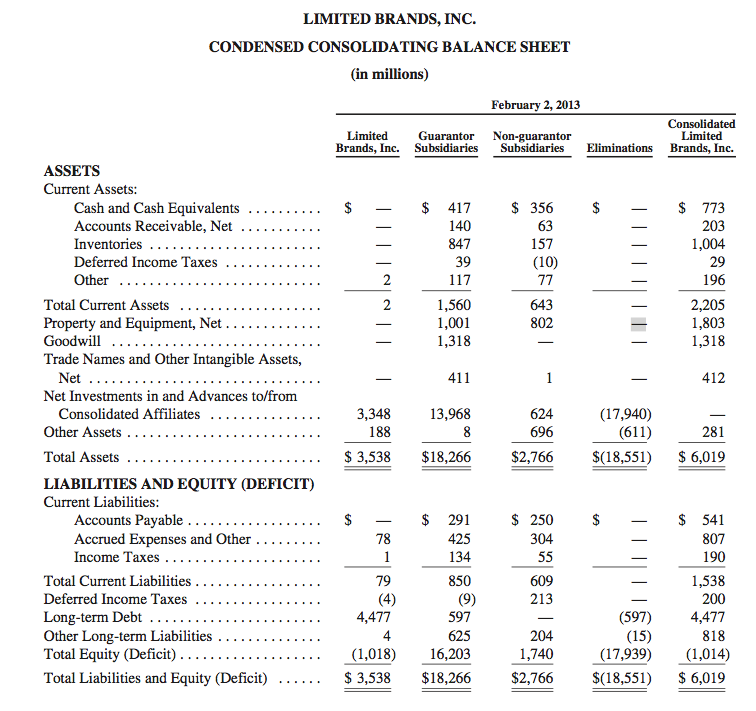 LIMITED BRANDS, INC.
CONDENSED CONSOLIDATING BALANCE SHEET
(in millions)
February 2, 2013
Limited Brands, Inc. Guarantor Subsidiaries Non-guarantor Subsidiaries Eliminations Consolidated Limited Brands, Inc.
ASSETS
Current Assets:
Cash and Cash Equivalents .......... $ — $ 417 $ 356 $ — $ 773
Accounts Receivable, Net .......... — 140 63 — 203
Inventories .......... — 847 157 — 1,004
Deferred Income Taxes .......... — 39 (10) — 29
Other .......... 2 117 77 — 196
Total Current Assets .......... 2 1,560 643 — 2,205
Property and Equipment, Net .......... — 1,001 802 — 1,803
Goodwill .......... — 1,318 — — 1,318
Trade Names and Other Intangible Assets,
Net .......... — 411 1 — 412
Net Investments in and Advances to/from
Consolidated Affiliates .......... 3,348 13,968 624 (17,940) —
Other Assets .......... 188 8 696 (611) 281
Total Assets .......... $ 3,538 $18,266 $2,766 $(18,551) $ 6,019
LIABILITIES AND EQUITY (DEFICIT)
Current Liabilities:
Accounts Payable .......... $ — $ 291 $ 250 $ — $ 541
Accrued Expenses and Other .......... 78 425 304 — 807
Income Taxes .......... 1 134 55 — 190
Total Current Liabilities .......... 79 850 609 — 1,538
Deferred Income Taxes .......... (4) (9) 213 — 200
Long-term Debt .......... 4,477 597 — (597) 4,477
Other Long-term Liabilities .......... 4 625 204 (15) 818
Total Equity (Deficit) .......... (1,018) 16,203 1,740 (17,939) (1,014)
Total Liabilities and Equity (Deficit) ...... $ 3,538 $18,266 $2,766 $(18,551) $ 6,019